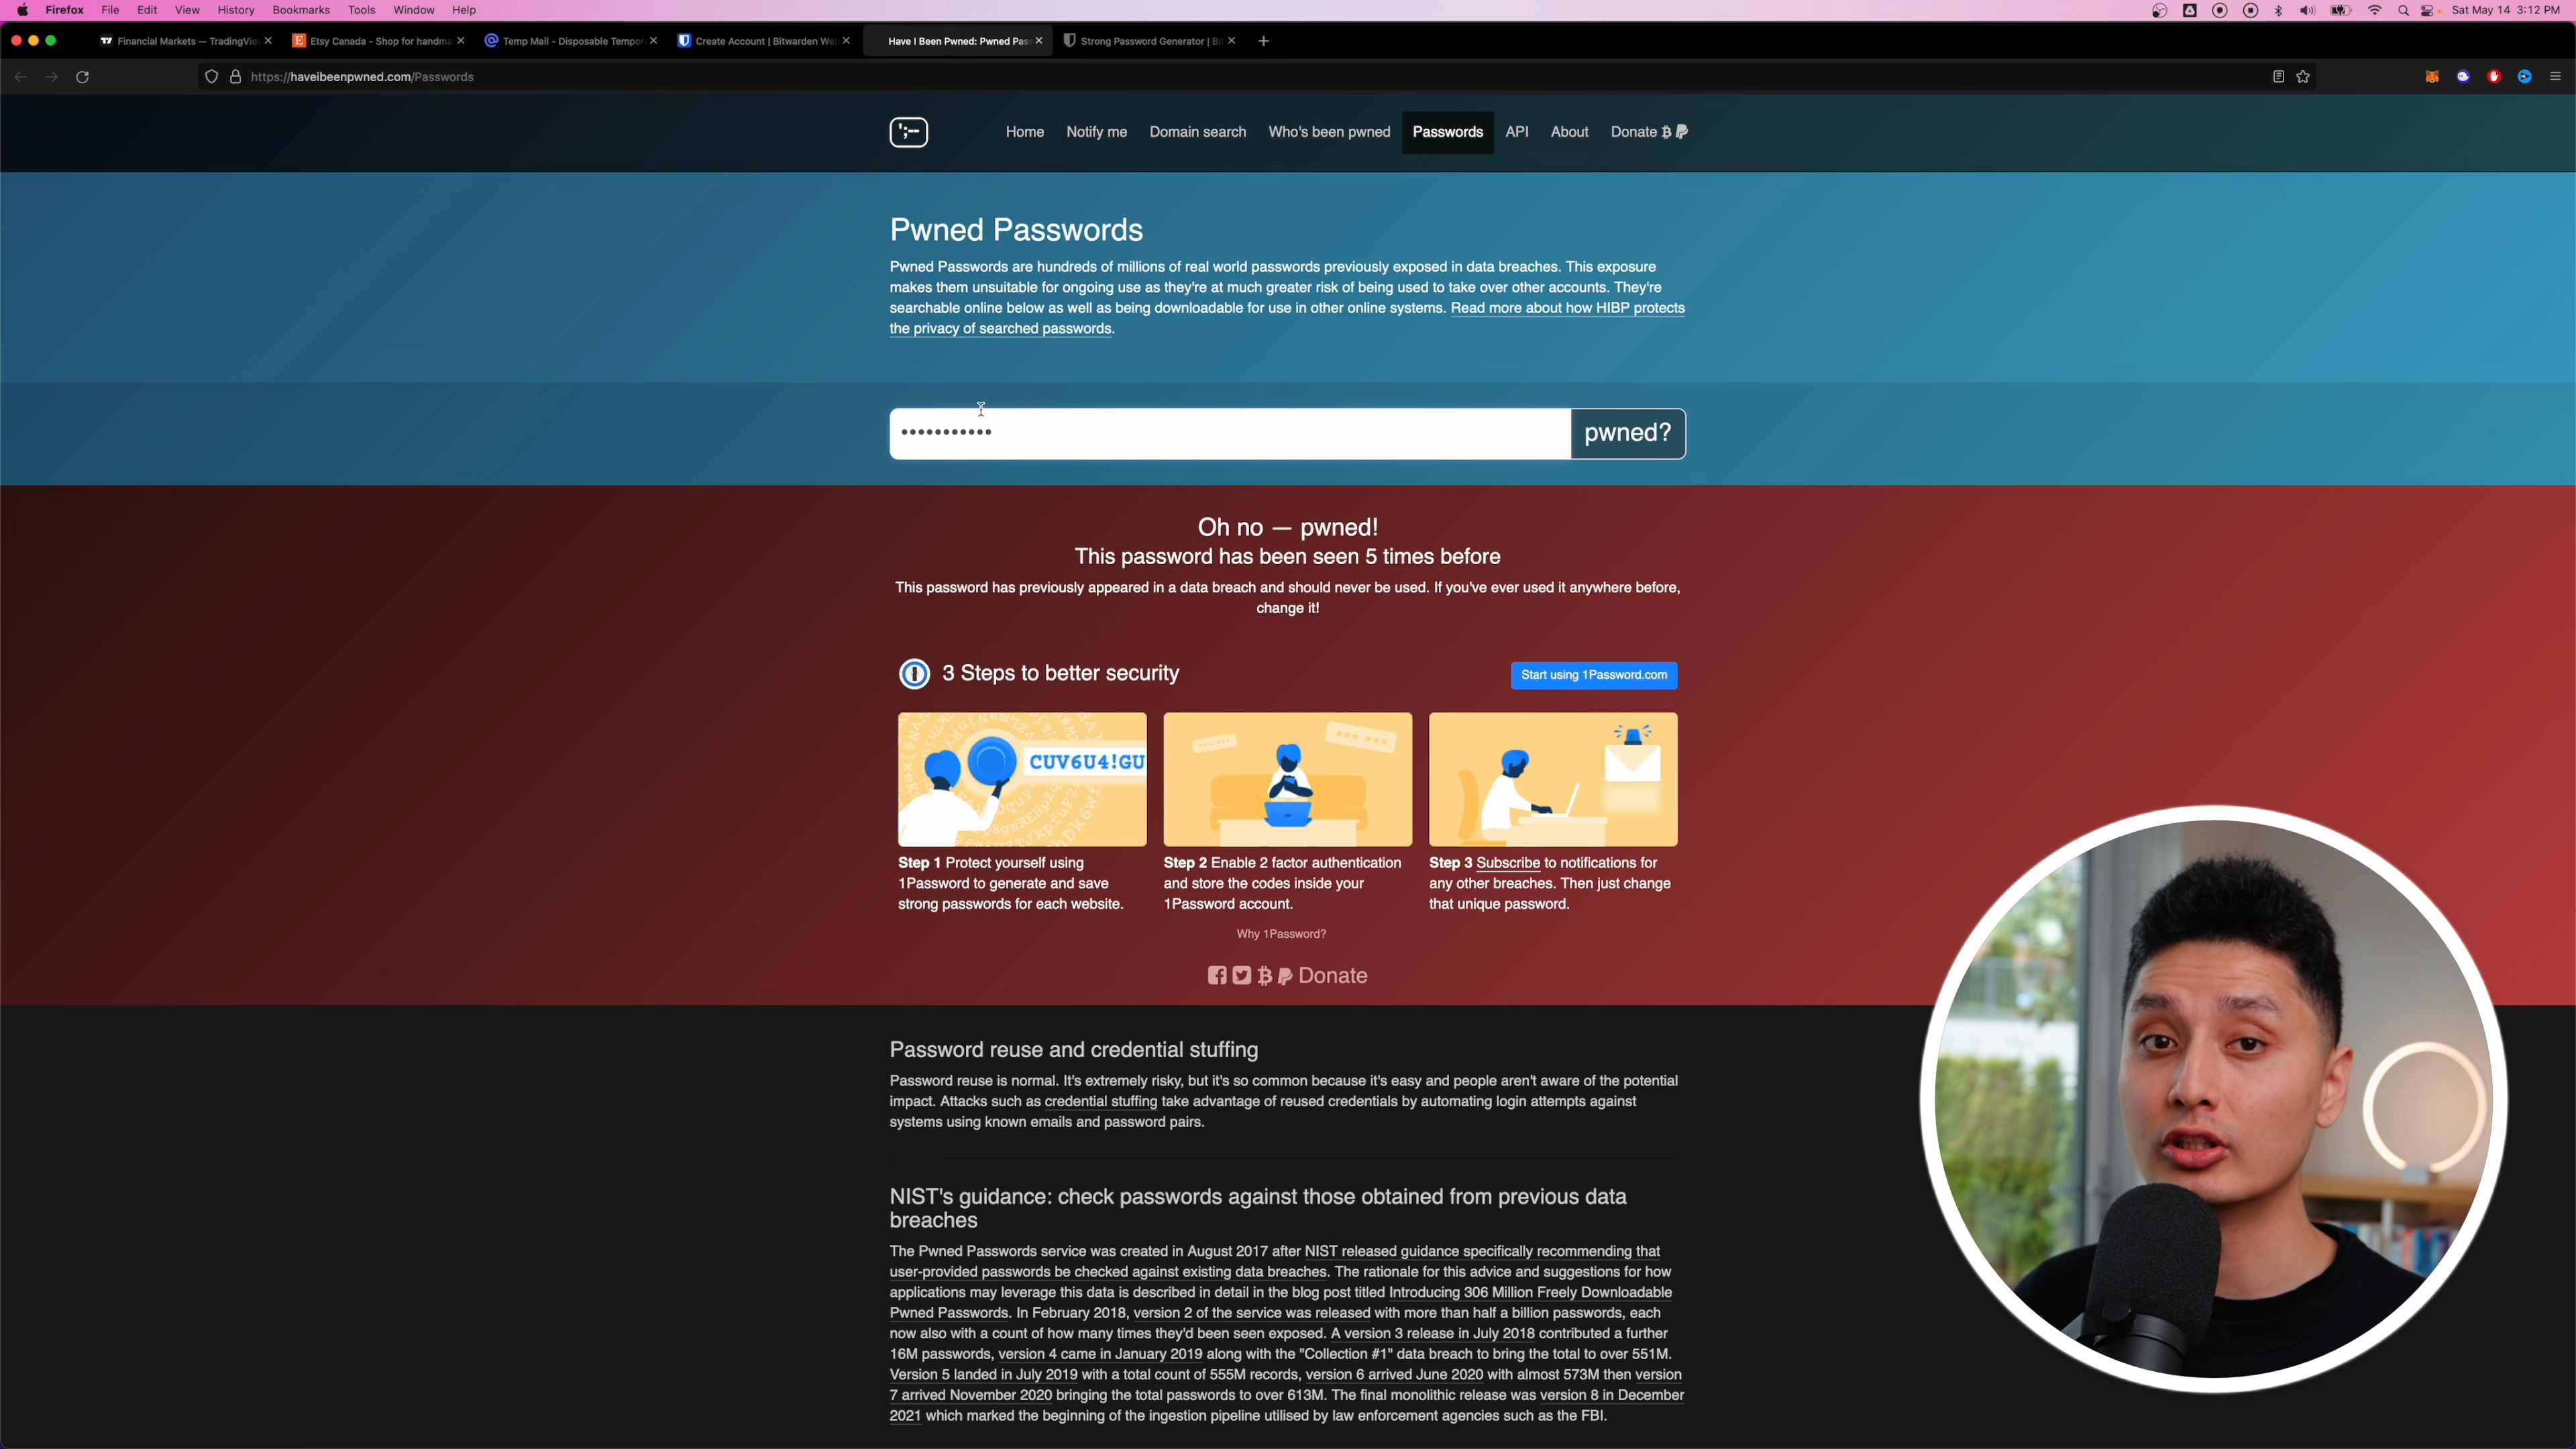 Firefox File Edit View History Bookmarks Tools Window Help
Sat May 14 3:12 PM
Financial Markets — TradingVie
Etsy Canada - Shop for handma
Temp Mail - Disposable Tempor
Create Account | Bitwarden We
Have I Been Pwned: Pwned Pas
Strong Password Generator | Bi
https://haveibeenpwned.com/Passwords
';--
Home Notify me Domain search Who's been pwned Passwords API About Donate
Pwned Passwords
Pwned Passwords are hundreds of millions of real world passwords previously exposed in data breaches. This exposure
makes them unsuitable for ongoing use as they're at much greater risk of being used to take over other accounts. They're
searchable online below as well as being downloadable for use in other online systems. Read more about how HIBP protects
the privacy of searched passwords.
••••••••••• pwned?
Oh no — pwned!
This password has been seen 5 times before
This password has previously appeared in a data breach and should never be used. If you've ever used it anywhere before,
change it!
3 Steps to better security
Start using 1Password.com
CUV6U4!GU
Step 1 Protect yourself using
1Password to generate and save
strong passwords for each website.
Step 2 Enable 2 factor authentication
and store the codes inside your
1Password account.
Step 3 Subscribe to notifications for
any other breaches. Then just change
that unique password.
Why 1Password?
Donate
Password reuse and credential stuffing
Password reuse is normal. It's extremely risky, but it's so common because it's easy and people aren't aware of the potential
impact. Attacks such as credential stuffing take advantage of reused credentials by automating login attempts against
systems using known emails and password pairs.
NIST's guidance: check passwords against those obtained from previous data
breaches
The Pwned Passwords service was created in August 2017 after NIST released guidance specifically recommending that
user-provided passwords be checked against existing data breaches. The rationale for this advice and suggestions for how
applications may leverage this data is described in detail in the blog post titled Introducing 306 Million Freely Downloadable
Pwned Passwords. In February 2018, version 2 of the service was released with more than half a billion passwords, each
now also with a count of how many times they'd been seen exposed. A version 3 release in July 2018 contributed a further
16M passwords, version 4 came in January 2019 along with the "Collection #1" data breach to bring the total to over 551M.
Version 5 landed in July 2019 with a total count of 555M records, version 6 arrived June 2020 with almost 573M then version
7 arrived November 2020 bringing the total passwords to over 613M. The final monolithic release was version 8 in December
2021 which marked the beginning of the ingestion pipeline utilised by law enforcement agencies such as the FBI.